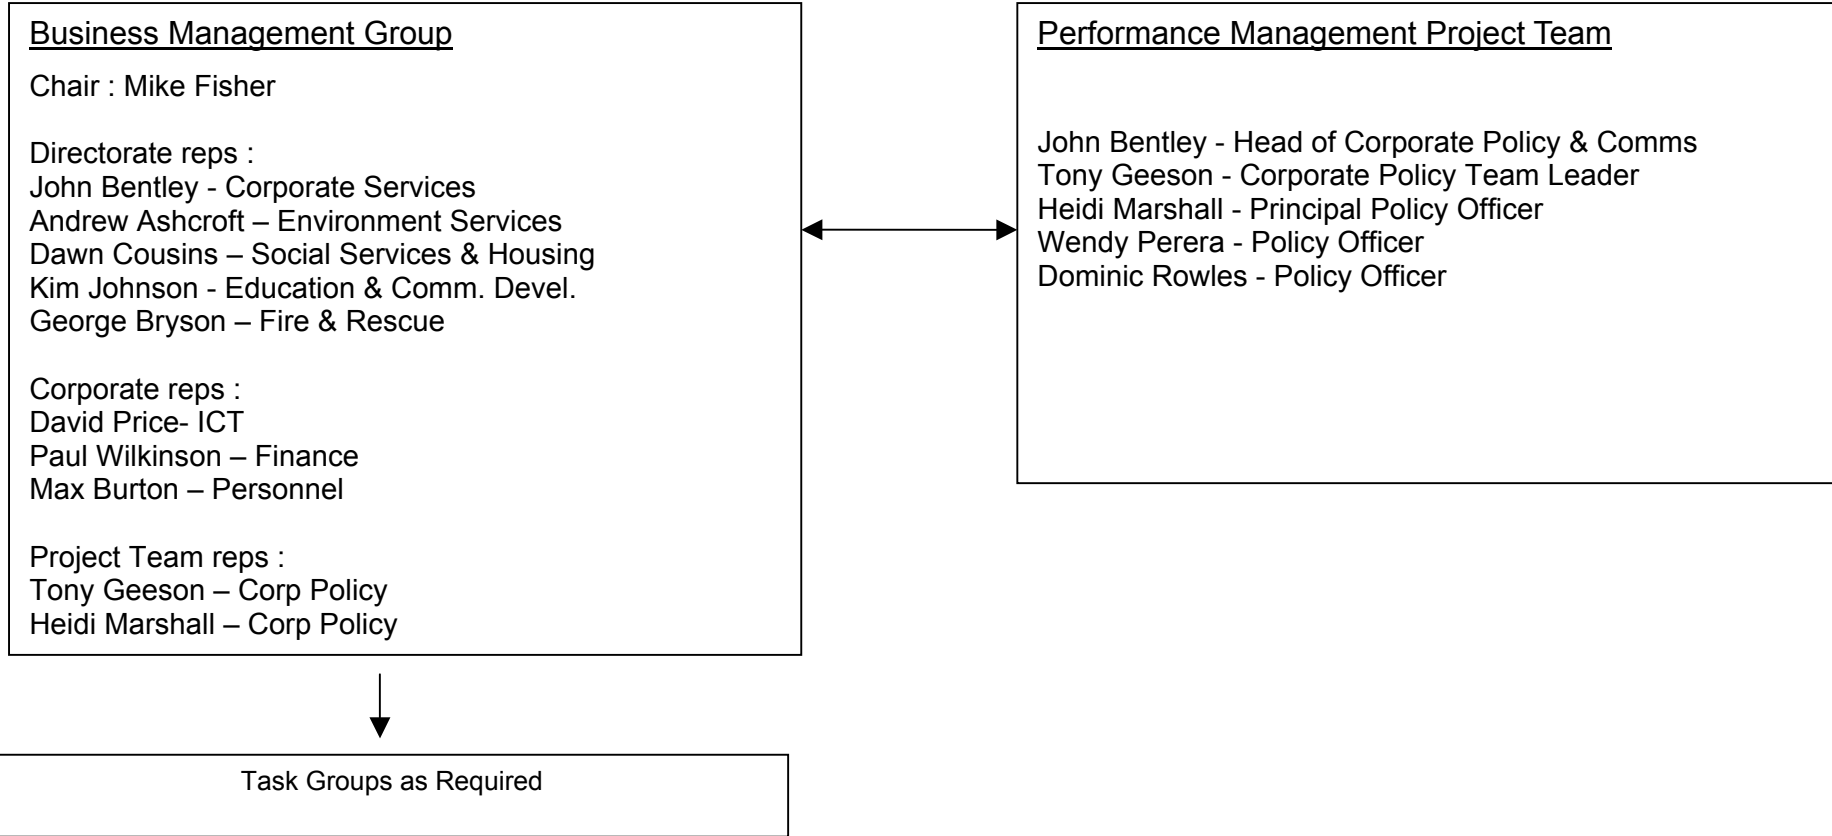 Business Management Group
Chair : Mike Fisher
Directorate reps :
John Bentley - Corporate Services
Andrew Ashcroft – Environment Services
Dawn Cousins – Social Services & Housing
Kim Johnson - Education & Comm. Devel.
George Bryson – Fire & Rescue
Corporate reps :
David Price- ICT
Paul Wilkinson – Finance
Max Burton – Personnel
Project Team reps :
Tony Geeson – Corp Policy
Heidi Marshall – Corp Policy
Performance Management Project Team
John Bentley - Head of Corporate Policy & Comms
Tony Geeson - Corporate Policy Team Leader
Heidi Marshall - Principal Policy Officer
Wendy Perera - Policy Officer
Dominic Rowles - Policy Officer
Task Groups as Required